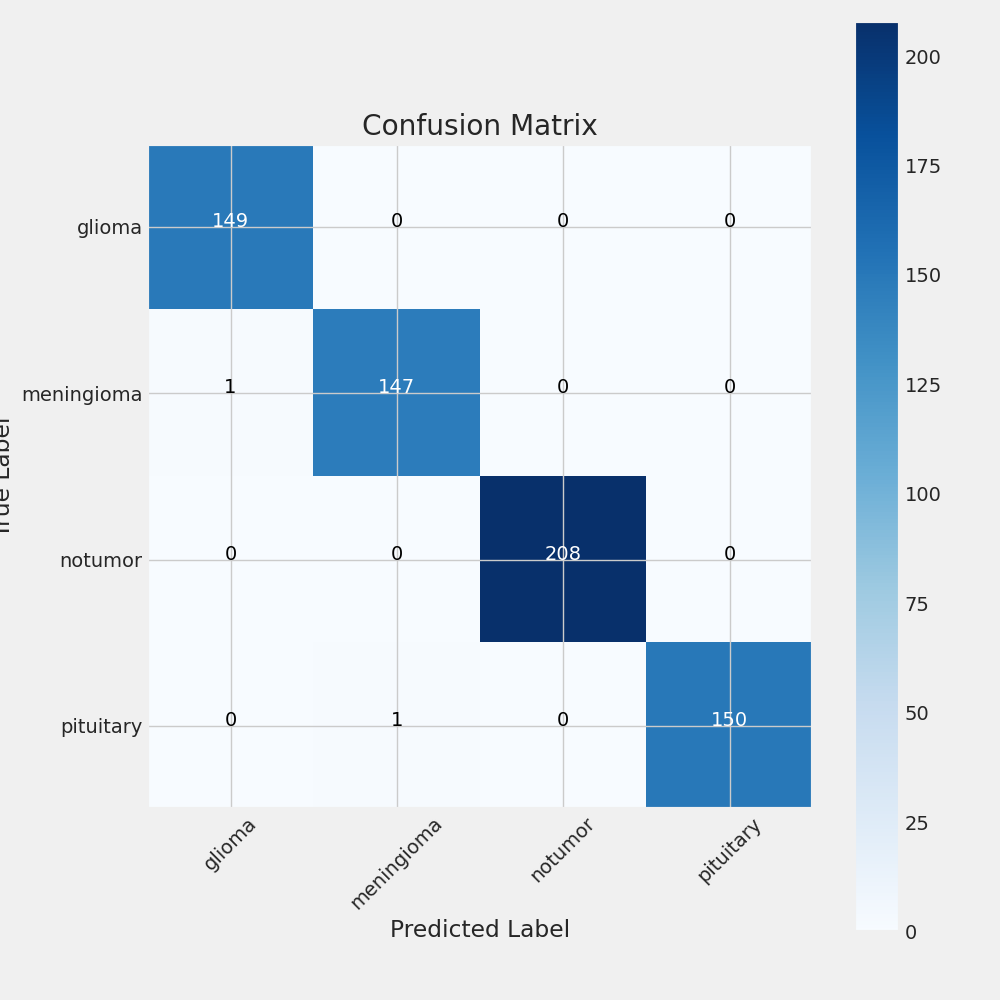 Confusion Matrix
glioma 149 0 0 0
meningioma 1 147 0 0
notumor 0 0 208 0
pituitary 0 1 0 150
glioma meningioma notumor pituitary
Predicted Label
Label
200
175
150
125
100
75
50
25
0